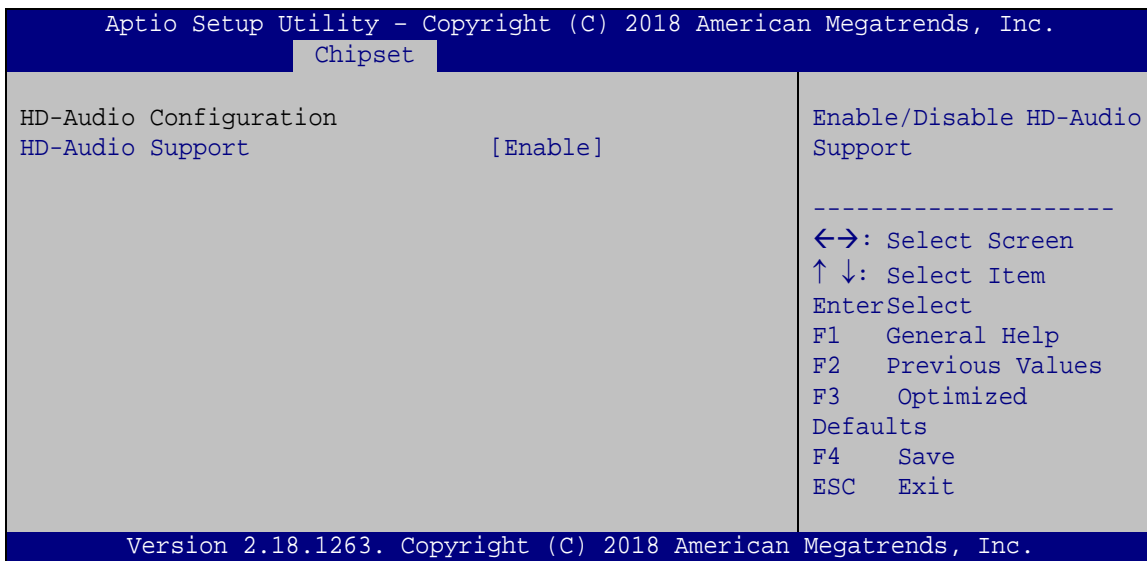 Aptio Setup Utility – Copyright (C) 2018 American Megatrends, Inc.
Chipset
HD-Audio Configuration
HD-Audio Support [Enable]
Enable/Disable HD-Audio
Support
---------------------
←→: Select Screen
↑ ↓: Select Item
EnterSelect
F1 General Help
F2 Previous Values
F3 Optimized
Defaults
F4 Save
ESC Exit
Version 2.18.1263. Copyright (C) 2018 American Megatrends, Inc.